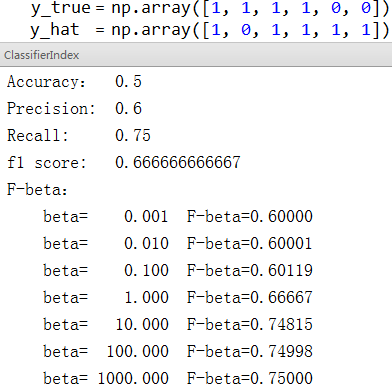 y_true = np.array([1, 1, 1, 1, 0, 0])
y_hat = np.array([1, 0, 1, 1, 1, 1])
ClassifierIndex
Accuracy: 0.5
Precision: 0.6
Recall: 0.75
f1 score: 0.666666666667
F-beta:
beta= 0.001 F-beta=0.60000
beta= 0.010 F-beta=0.60001
beta= 0.100 F-beta=0.60119
beta= 1.000 F-beta=0.66667
beta= 10.000 F-beta=0.74815
beta= 100.000 F-beta=0.74998
beta= 1000.000 F-beta=0.75000